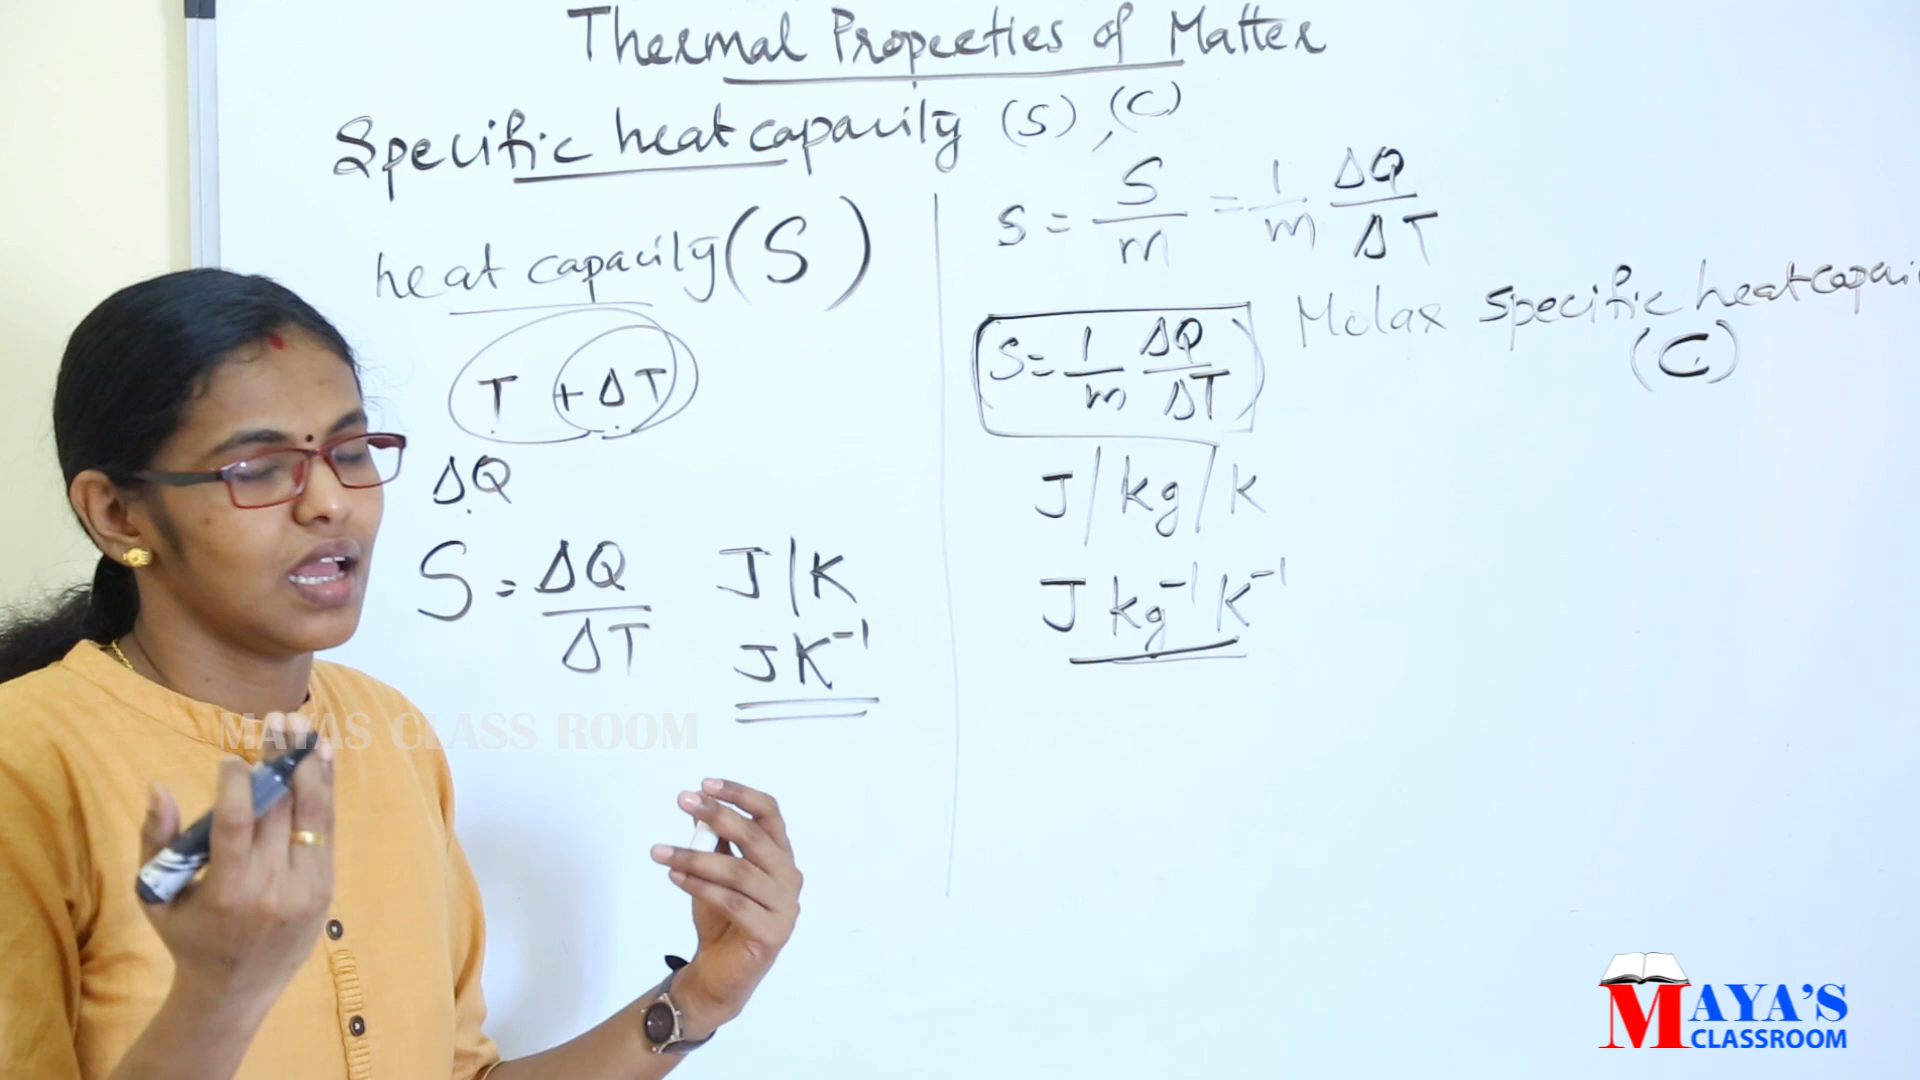 Thermal Properties of Matter
Specific heat capacity (s), (C)
heat capacity (S)
T + ΔT
ΔQ
S = ΔQ/ΔT J/K
JK⁻¹
s = S/m = 1/m ΔQ/ΔT
s = 1/m ΔQ/ΔT
J/kg/K
J kg⁻¹ K⁻¹
Molar specific heat capaci
(C)
MAYAS CLASS ROOM
MAYA'S
CLASSROOM